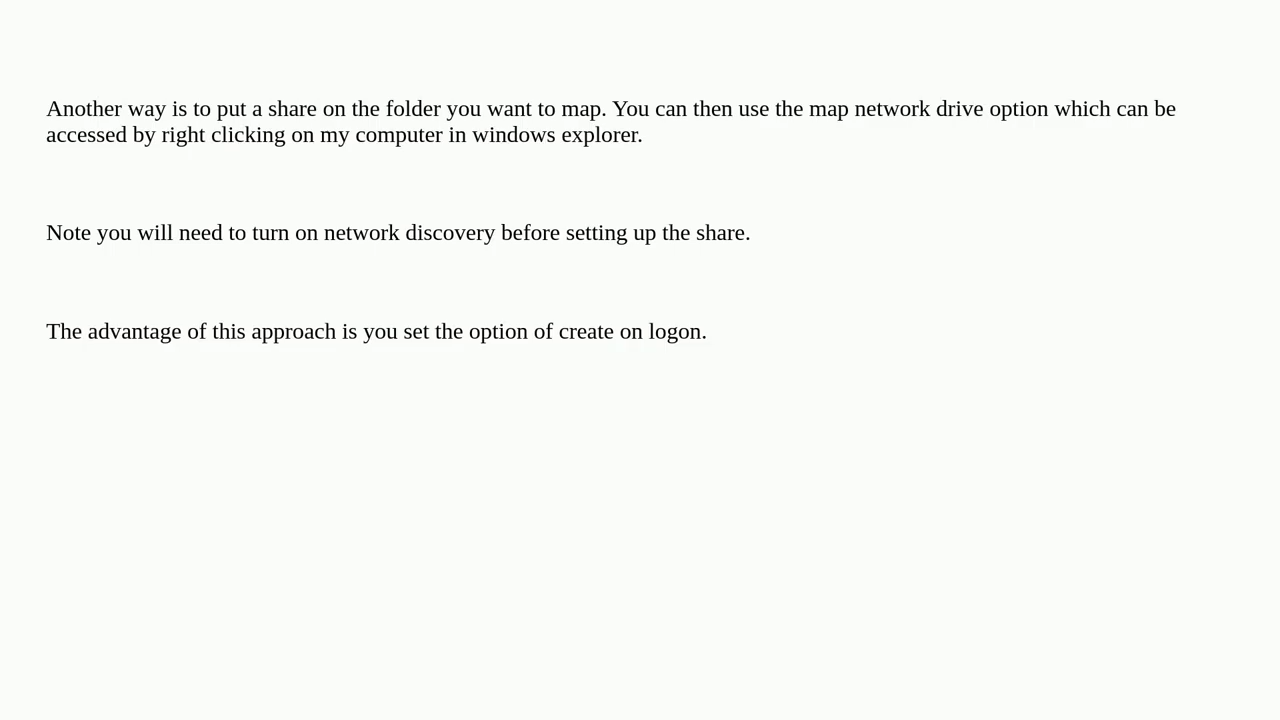 Another way is to put a share on the folder you want to map. You can then use the map network drive option which can be
accessed by right clicking on my computer in windows explorer.
Note you will need to turn on network discovery before setting up the share.
The advantage of this approach is you set the option of create on logon.